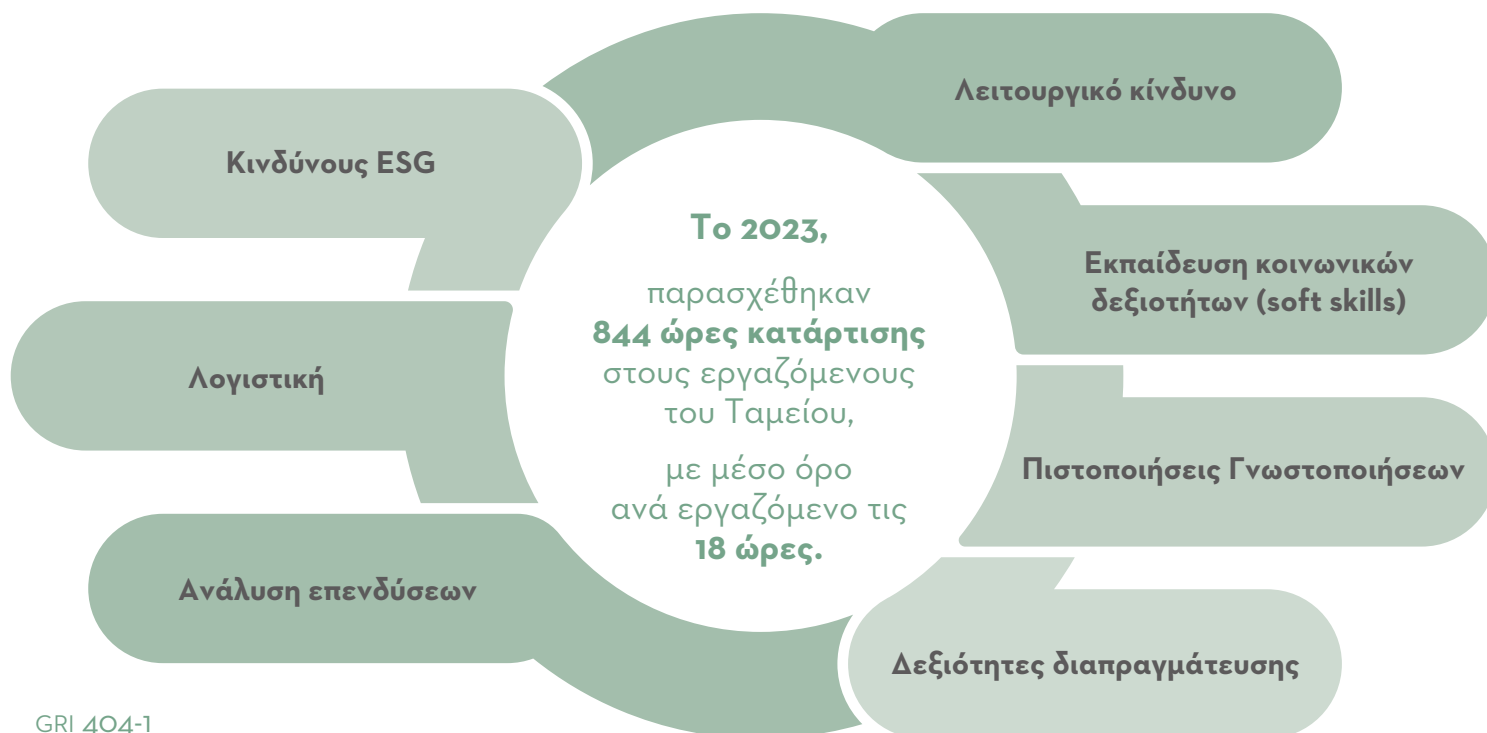 Λειτουργικό κίνδυνο
Κινδύνους ESG
Το 2023,
παρασχέθηκαν
844 ώρες κατάρτισης
στους εργαζόμενους
του Ταμείου,
με μέσο όρο
ανά εργαζόμενο τις
18 ώρες.
Εκπαίδευση κοινωνικών
δεξιοτήτων (soft skills)
Λογιστική
Πιστοποιήσεις Γνωστοποιήσεων
Ανάλυση επενδύσεων
Δεξιότητες διαπραγμάτευσης
GRI 404-1